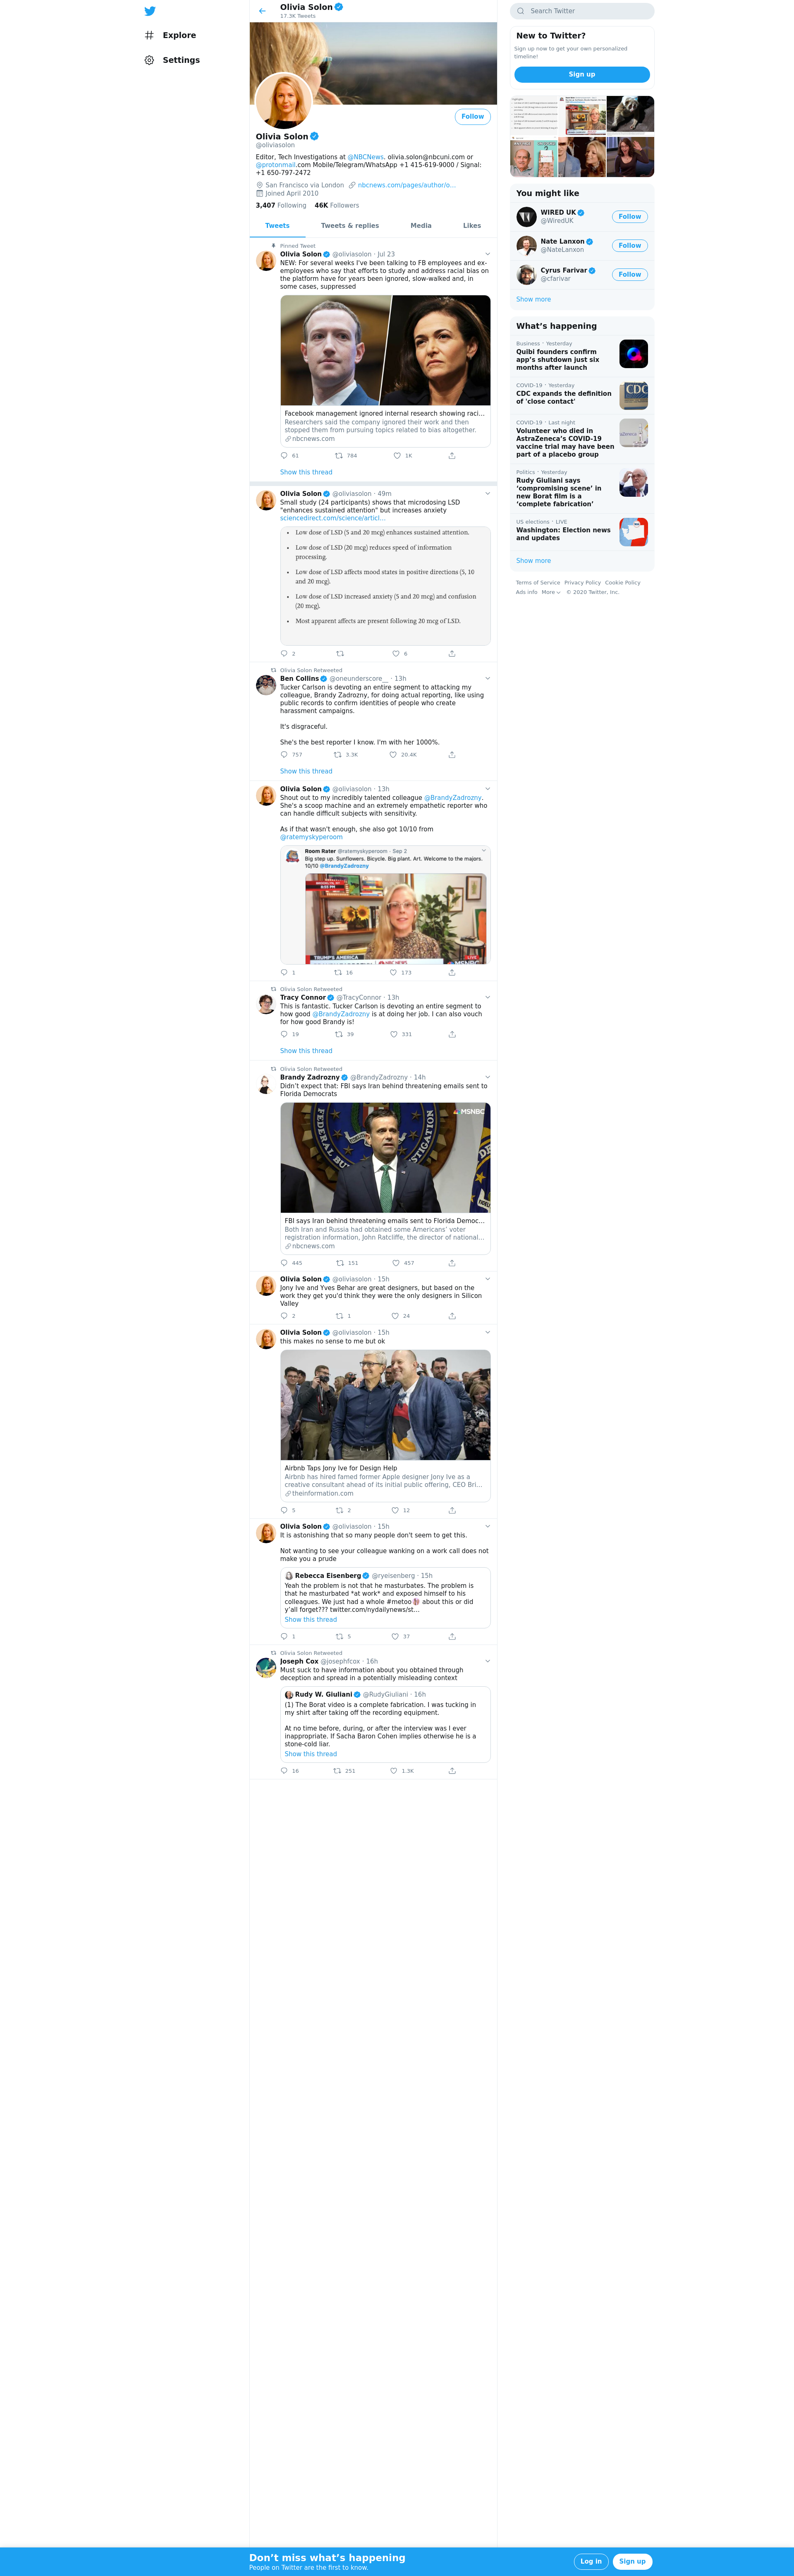 Explore
Settings
Olivia Solon
17.3K Tweets
Follow
Olivia Solon
@oliviasolon
Editor, Tech Investigations at @NBCNews. olivia.solon@nbcuni.com or
@protonmail.com Mobile/Telegram/WhatsApp +1 415-619-9000 / Signal:
+1 650-797-2472
San Francisco via London nbcnews.com/pages/author/o…
Joined April 2010
3,407 Following 46K Followers
Tweets Tweets & replies Media Likes
Pinned Tweet
Olivia Solon @oliviasolon · Jul 23
NEW: For several weeks I've been talking to FB employees and ex-
employees who say that efforts to study and address racial bias on
the platform have for years been ignored, slow-walked and, in
some cases, suppressed
Facebook management ignored internal research showing raci…
Researchers said the company ignored their work and then
stopped them from pursuing topics related to bias altogether.
nbcnews.com
61 784 1K
Show this thread
Olivia Solon @oliviasolon · 49m
Small study (24 participants) shows that microdosing LSD
"enhances sustained attention" but increases anxiety
sciencedirect.com/science/articl…
• Low dose of LSD (5 and 20 mcg) enhances sustained attention.
• Low dose of LSD (20 mcg) reduces speed of information
processing.
• Low dose of LSD affects mood states in positive directions (5, 10
and 20 mcg).
• Low dose of LSD increased anxiety (5 and 20 mcg) and confusion
(20 mcg).
• Most apparent affects are present following 20 mcg of LSD.
2 6
Olivia Solon Retweeted
Ben Collins @oneunderscore__ · 13h
Tucker Carlson is devoting an entire segment to attacking my
colleague, Brandy Zadrozny, for doing actual reporting, like using
public records to confirm identities of people who create
harassment campaigns.
It's disgraceful.
She's the best reporter I know. I'm with her 1000%.
757 3.3K 20.4K
Show this thread
Olivia Solon @oliviasolon · 13h
Shout out to my incredibly talented colleague @BrandyZadrozny.
She's a scoop machine and an extremely empathetic reporter who
can handle difficult subjects with sensitivity.
As if that wasn't enough, she also got 10/10 from
@ratemyskyperoom
Room Rater @ratemyskyperoom · Sep 2
Big step up. Sunflowers. Bicycle. Big plant. Art. Welcome to the majors.
10/10 @BrandyZadrozny
TRUMP'S AMERICA
LIVE
MSNBC
1 16 173
Olivia Solon Retweeted
Tracy Connor @TracyConnor · 13h
This is fantastic. Tucker Carlson is devoting an entire segment to
how good @BrandyZadrozny is at doing her job. I can also vouch
for how good Brandy is!
19 39 331
Show this thread
Olivia Solon Retweeted
Brandy Zadrozny @BrandyZadrozny · 14h
Didn't expect that: FBI says Iran behind threatening emails sent to
Florida Democrats
MSNBC
FBI says Iran behind threatening emails sent to Florida Democ…
Both Iran and Russia had obtained some Americans' voter
registration information, John Ratcliffe, the director of national…
nbcnews.com
445 151 457
Olivia Solon @oliviasolon · 15h
Jony Ive and Yves Behar are great designers, but based on the
work they get you'd think they were the only designers in Silicon
Valley
2 1 24
Olivia Solon @oliviasolon · 15h
this makes no sense to me but ok
Airbnb Taps Jony Ive for Design Help
Airbnb has hired famed former Apple designer Jony Ive as a
creative consultant ahead of its initial public offering, CEO Bri…
theinformation.com
5 2 12
Olivia Solon @oliviasolon · 15h
It is astonishing that so many people don't seem to get this.
Not wanting to see your colleague wanking on a work call does not
make you a prude
Rebecca Eisenberg @ryeisenberg · 15h
Yeah the problem is not that he masturbates. The problem is
that he masturbated *at work* and exposed himself to his
colleagues. We just had a whole #metoo about this or did
y'all forget??? twitter.com/nydailynews/st…
Show this thread
1 5 37
Olivia Solon Retweeted
Joseph Cox @josephfcox · 16h
Must suck to have information about you obtained through
deception and spread in a potentially misleading context
Rudy W. Giuliani @RudyGiuliani · 16h
(1) The Borat video is a complete fabrication. I was tucking in
my shirt after taking off the recording equipment.
At no time before, during, or after the interview was I ever
inappropriate. If Sacha Baron Cohen implies otherwise he is a
stone-cold liar.
Show this thread
16 251 1.3K
Search Twitter
New to Twitter?
Sign up now to get your own personalized
timeline!
Sign up
You might like
WIRED UK
@WiredUK
Follow
Nate Lanxon
@NateLanxon
Follow
Cyrus Farivar
@cfarivar
Follow
Show more
What's happening
Business · Yesterday
Quibi founders confirm
app's shutdown just six
months after launch
COVID-19 · Yesterday
CDC expands the definition
of 'close contact'
CDC
COVID-19 · Last night
Volunteer who died in
AstraZeneca's COVID-19
vaccine trial may have been
part of a placebo group
Politics · Yesterday
Rudy Giuliani says
'compromising scene' in
new Borat film is a
'complete fabrication'
US elections · LIVE
Washington: Election news
and updates
Show more
Terms of Service Privacy Policy Cookie Policy
Ads info More © 2020 Twitter, Inc.
Don't miss what's happening
People on Twitter are the first to know.
Log in Sign up